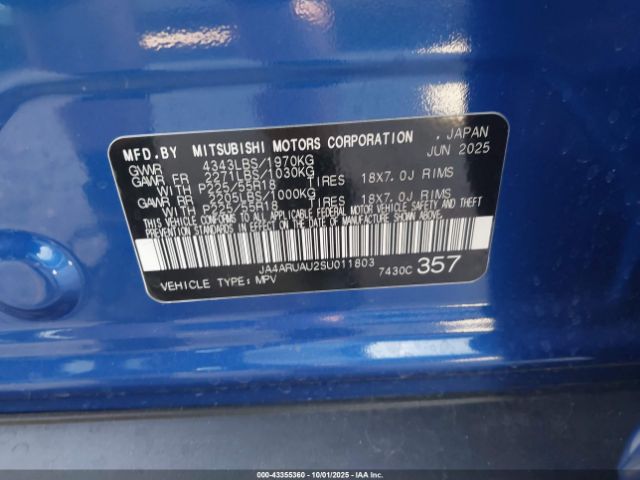 MFD.BY MITSUBISHI MOTORS CORPORATION . JAPAN
GVWR 4343LBS/1970KG JUN 2025
GAWR FR 2271LBS/1030KG
WITH P225/55R18 TIRES 18X7.0J RIMS
GAWR RR 2205LBS/1000KG
WITH P225/55R18 TIRES 18X7.0J RIMS
THIS VEHICLE CONFORMS TO ALL APPLICABLE FEDERAL MOTOR VEHICLE SAFETY AND THEFT
PREVENTION STANDARDS IN EFFECT ON THE DATE OF MANUFACTURE SHOWN ABOVE.
JA4ARUAU2SU011803 7430C 357
VEHICLE TYPE: MPV
(ID: 00-43355360 - 10/01/2025 - IAA Inc.)